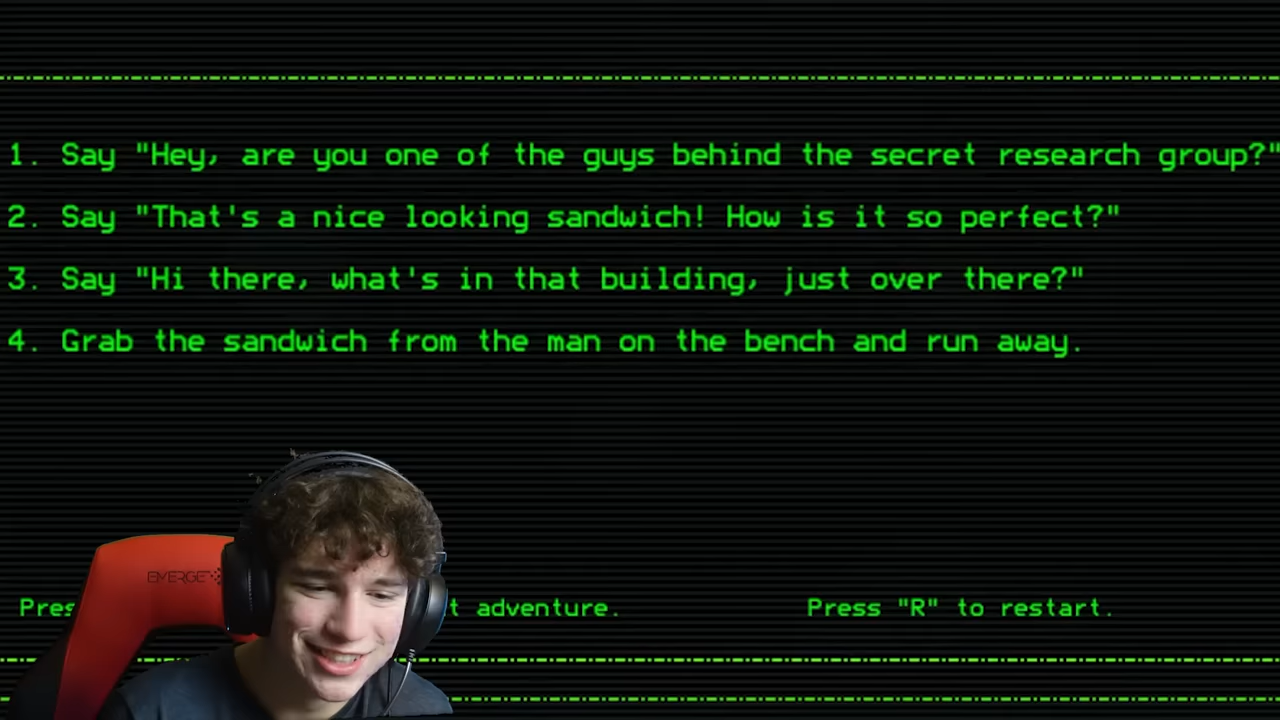 1. Say "Hey, are you one of the guys behind the secret research group?"
2. Say "That's a nice looking sandwich! How is it so perfect?"
3. Say "Hi there, what's in that building, just over there?"
4. Grab the sandwich from the man on the bench and run away.
EMERGE
adventure. Press "R" to restart.